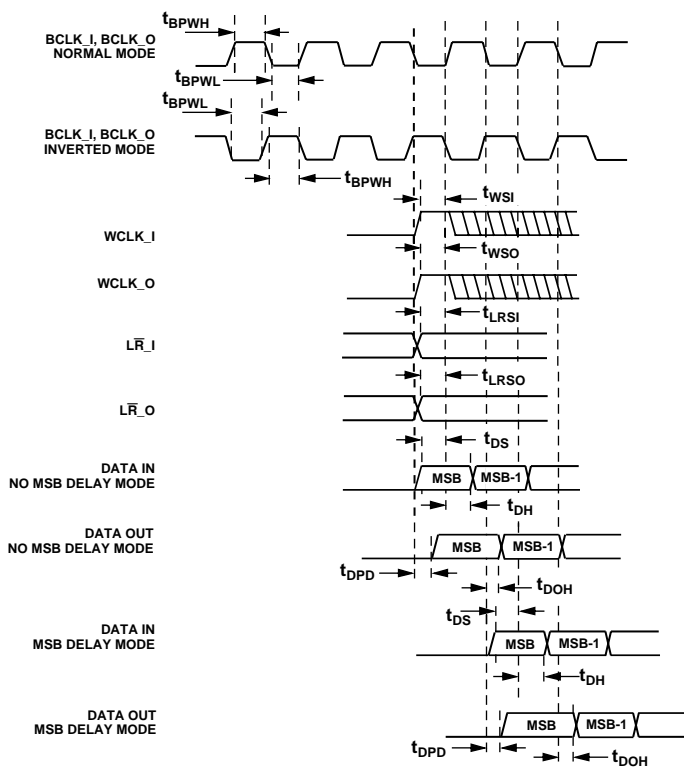 tBPWH
BCLK_I, BCLK_O
NORMAL MODE
tBPWL
tBPWL
BCLK_I, BCLK_O
INVERTED MODE
tBPWH
tWSI
WCLK_I
tWSO
WCLK_O
tLRSI
LR̅_I
tLRSO
LR̅_O
tDS
DATA IN
NO MSB DELAY MODE
MSB MSB-1
tDH
DATA OUT
NO MSB DELAY MODE
MSB MSB-1
tDPD
tDOH
tDS
DATA IN
MSB DELAY MODE
MSB MSB-1
tDH
DATA OUT
MSB DELAY MODE
MSB MSB-1
tDPD
tDOH